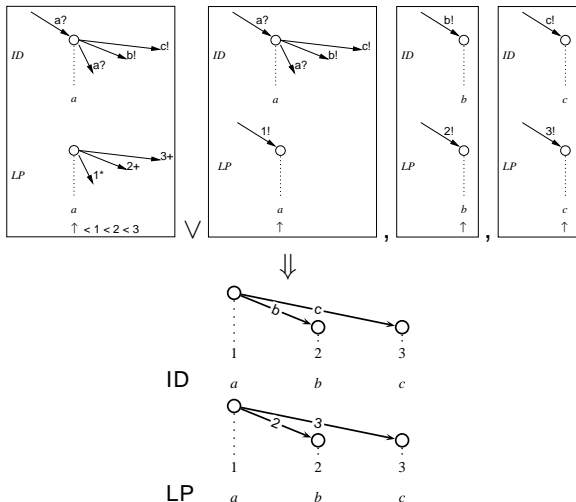 a? a? b! c!
ID
a
1* 2+ 3+
LP
a
↑ < 1 < 2 < 3
∨
a? a? b! c!
ID
a
1!
LP
a
↑
,
b!
ID
b
2!
LP
b
↑
,
c!
ID
c
3!
LP
c
↑
⇓
b c
1 2 3
ID a b c
2 3
1 2 3
LP a b c